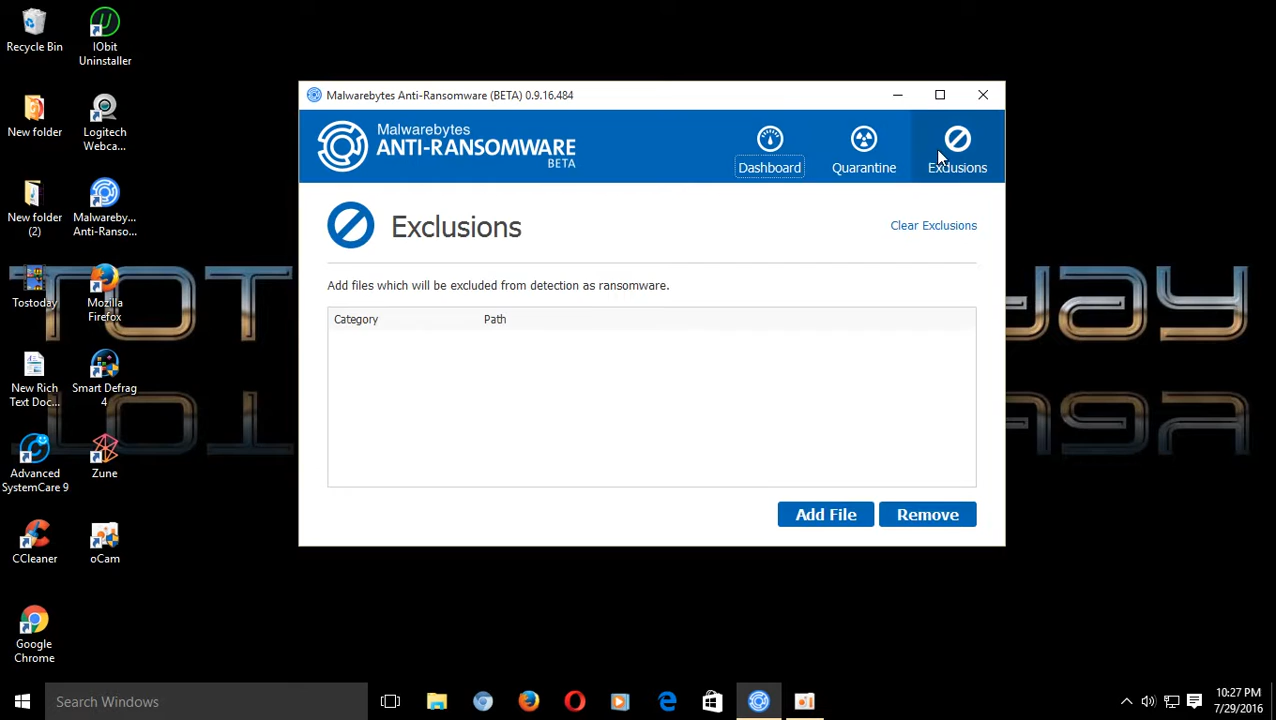 Recycle Bin
IObit
Uninstaller
New folder
Logitech
Webca...
New folder
(2)
Malwareby...
Anti-Ranso...
Tostoday
Mozilla
Firefox
New Rich
Text Doc...
Smart Defrag
4
Advanced
SystemCare 9
Zune
CCleaner
oCam
Google
Chrome
Malwarebytes Anti-Ransomware (BETA) 0.9.16.484
Malwarebytes
ANTI-RANSOMWARE
BETA
Dashboard
Quarantine
Exclusions
Exclusions
Clear Exclusions
Add files which will be excluded from detection as ransomware.
Category
Path
Add File
Remove
Search Windows
10:27 PM
7/29/2016